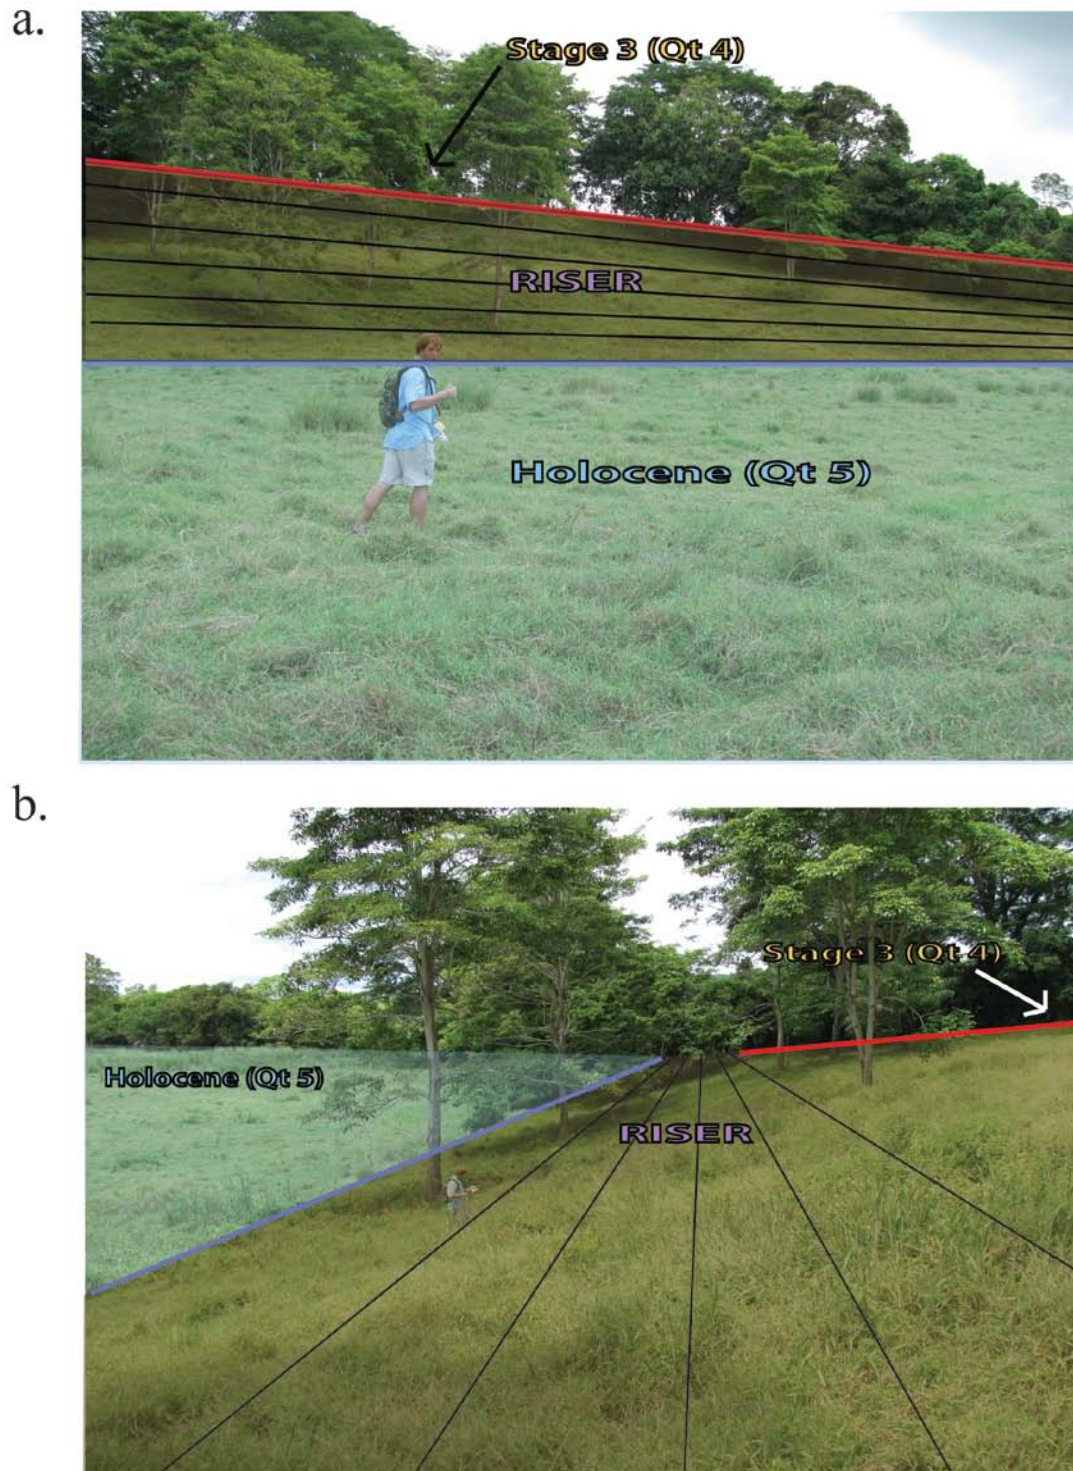 a.
Stage 3 (Qt 4)
RISER
Holocene (Qt 5)
b.
Stage 3 (Qt 4)
Holocene (Qt 5)
RISER